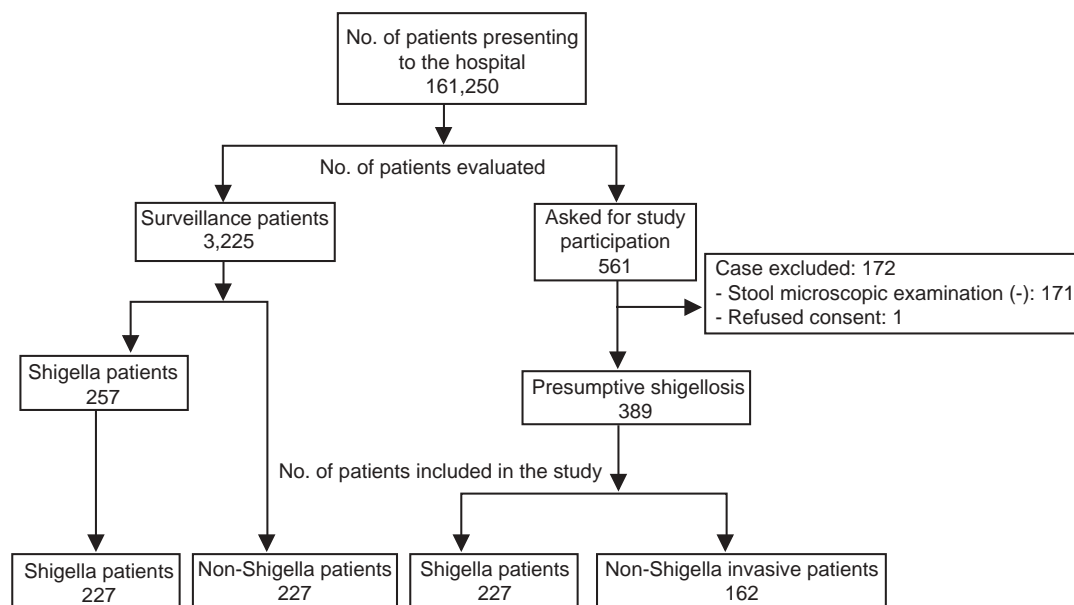 No. of patients presenting
to the hospital
161,250
No. of patients evaluated
Surveillance patients
3,225
Asked for study
participation
561
Case excluded: 172
- Stool microscopic examination (-): 171
- Refused consent: 1
Shigella patients
257
Presumptive shigellosis
389
No. of patients included in the study
Shigella patients
227
Non-Shigella patients
227
Shigella patients
227
Non-Shigella invasive patients
162